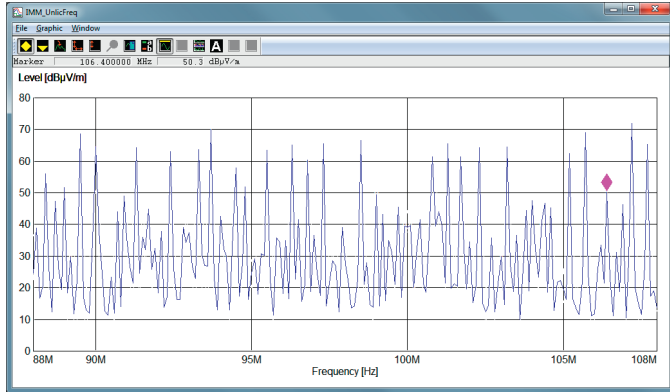 IMM_UnlicFreq
File Graphic Window
A
Marker 106.400000 MHz 50.3 dBµV/m
Level [dBµV/m]
80
70
60
50
40
30
20
10
0
88M 90M 95M 100M 105M 108M
Frequency [Hz]